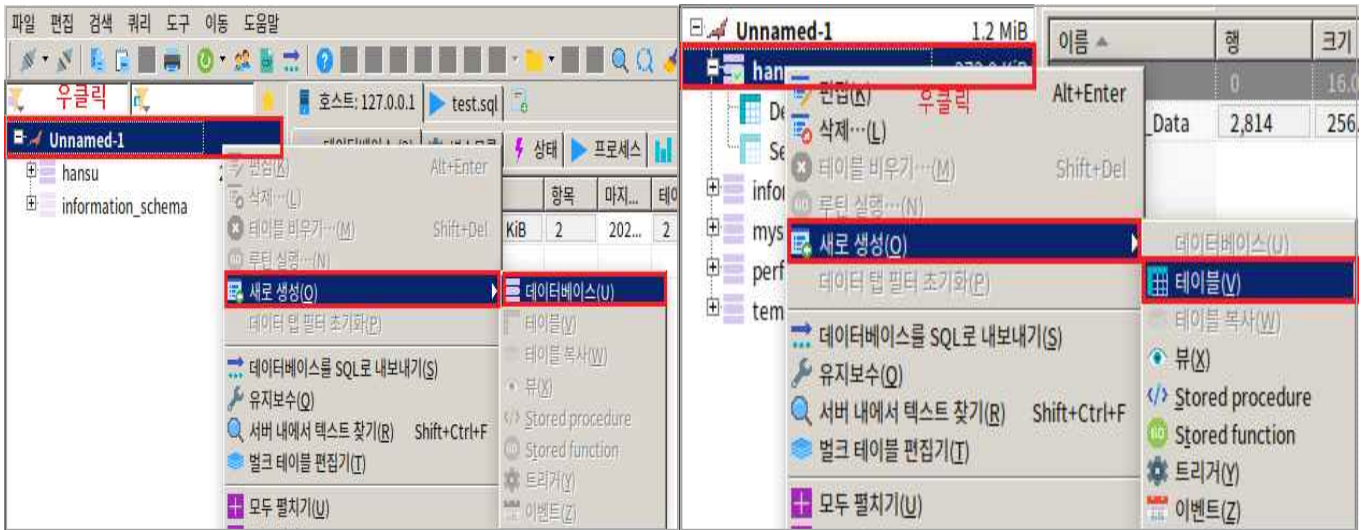 파일 편집 검색 쿼리 도구 이동 도움말
우클릭
호스트: 127.0.0.1
test.sql
Unnamed-1
상태
프로세스
hansu
information_schema
항목
마지...
KiB
2
202...
2
편집(K) Alt+Enter
삭제…(L)
테이블 비우기…(M) Shift+Del
루틴 실행…(N)
새로 생성(O)
데이터 탭 필터 초기화(P)
데이터베이스를 SQL로 내보내기(S)
유지보수(Q)
서버 내에서 텍스트 찾기(R) Shift+Ctrl+F
벌크 테이블 편집기(T)
모두 펼치기(U)
데이터베이스(U)
테이블(V)
테이블 복사(W)
뷰(X)
Stored procedure
Stored function
트리거(Y)
이벤트(Z)
Unnamed-1 1.2 MiB
이름
행
크기
han
0
16.0
_Data
2,814
256.
De
Se
infor
mys
perf
tem
우클릭
편집(K) Alt+Enter
삭제…(L)
테이블 비우기…(M) Shift+Del
루틴 실행…(N)
새로 생성(O)
데이터 탭 필터 초기화(P)
데이터베이스를 SQL로 내보내기(S)
유지보수(Q)
서버 내에서 텍스트 찾기(R) Shift+Ctrl+F
벌크 테이블 편집기(T)
모두 펼치기(U)
데이터베이스(U)
테이블(V)
테이블 복사(W)
뷰(X)
Stored procedure
Stored function
트리거(Y)
이벤트(Z)